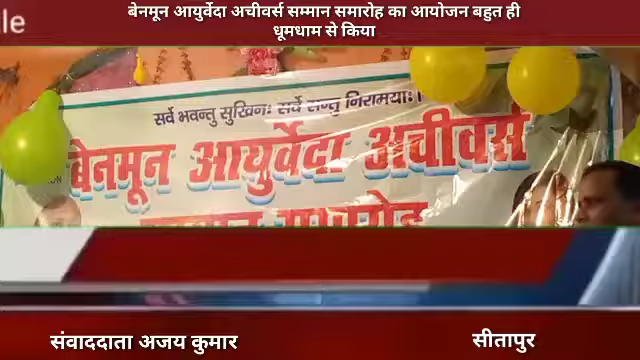 बेनमून आयुर्वेदा अचीवर्स सम्मान समारोह का आयोजन बहुत ही
धूमधाम से किया
सर्वे भवन्तु सुखिनः सर्वे सन्तु निरामयाः।
बेनमून आयुर्वेदा अचीवर्स
संवाददाता अजय कुमार
सीतापुर